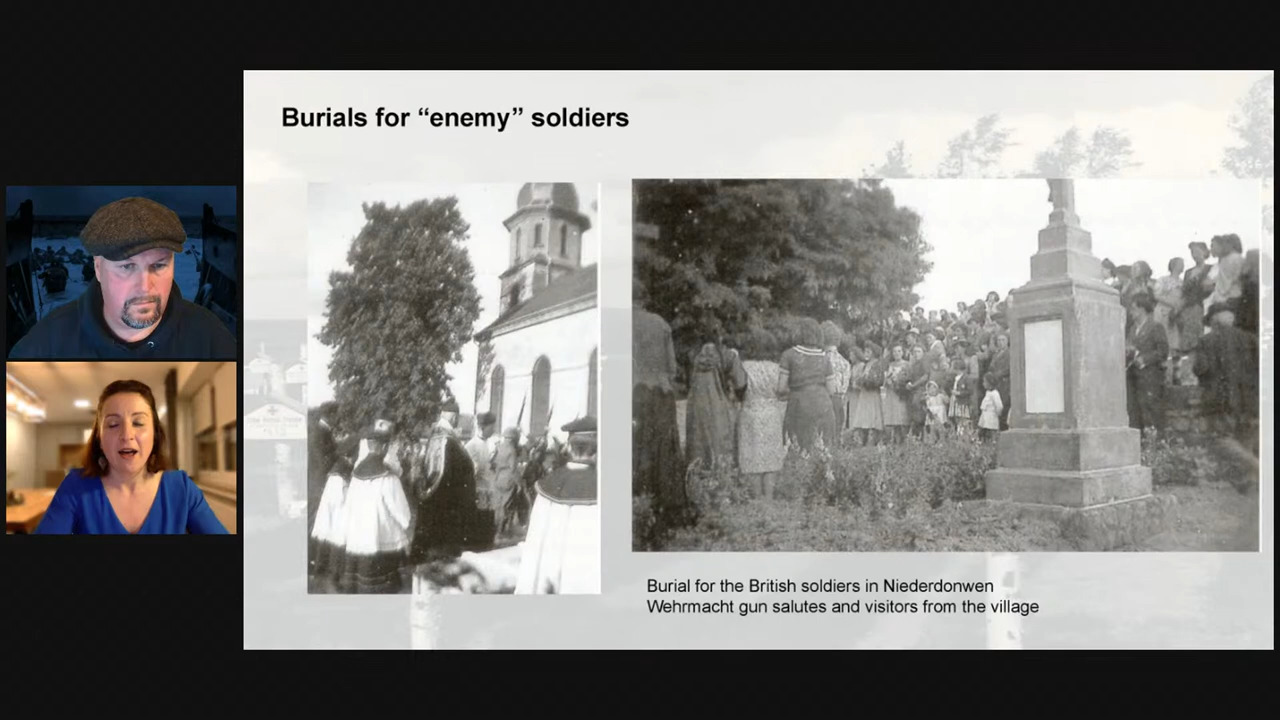 Burials for “enemy” soldiers
Burial for the British soldiers in Niederdonwen
Wehrmacht gun salutes and visitors from the village